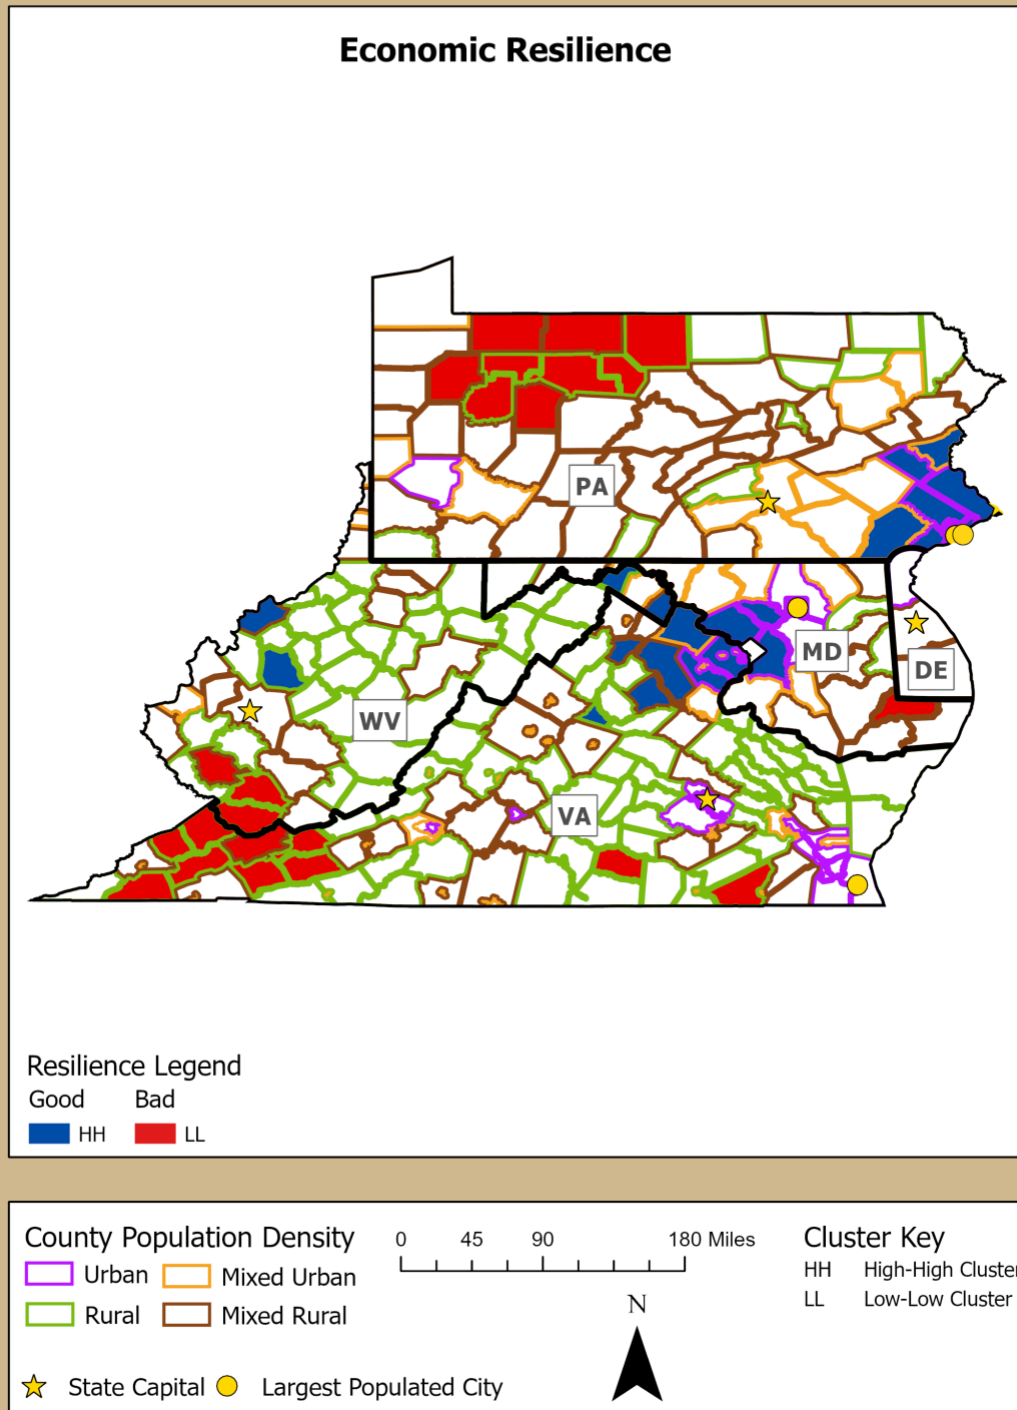 Economic Resilience
PA
MD
DE
WV
VA
Resilience Legend
Good Bad
HH LL
County Population Density
Urban Mixed Urban
Rural Mixed Rural
State Capital Largest Populated City
0 45 90 180 Miles
N
Cluster Key
HH High-High Cluster
LL Low-Low Cluster